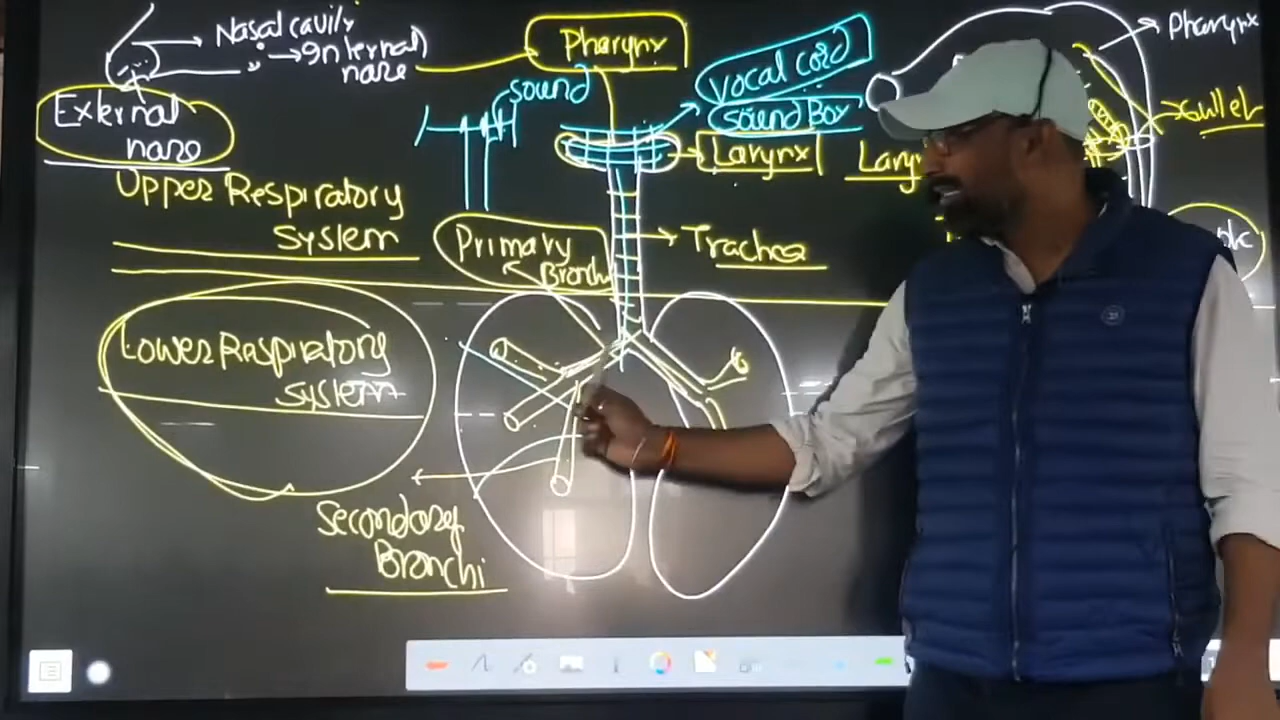 Nasal cavity
" → Internal
nare
Pharynx
Pharynx
External
nare
sound
vocal cord
Sound Box
Larynx
Gullet
Upper Respiratory
System
Primary
Bronchi
Trachea
Lower Respiratory
System
Secondary
Bronchi